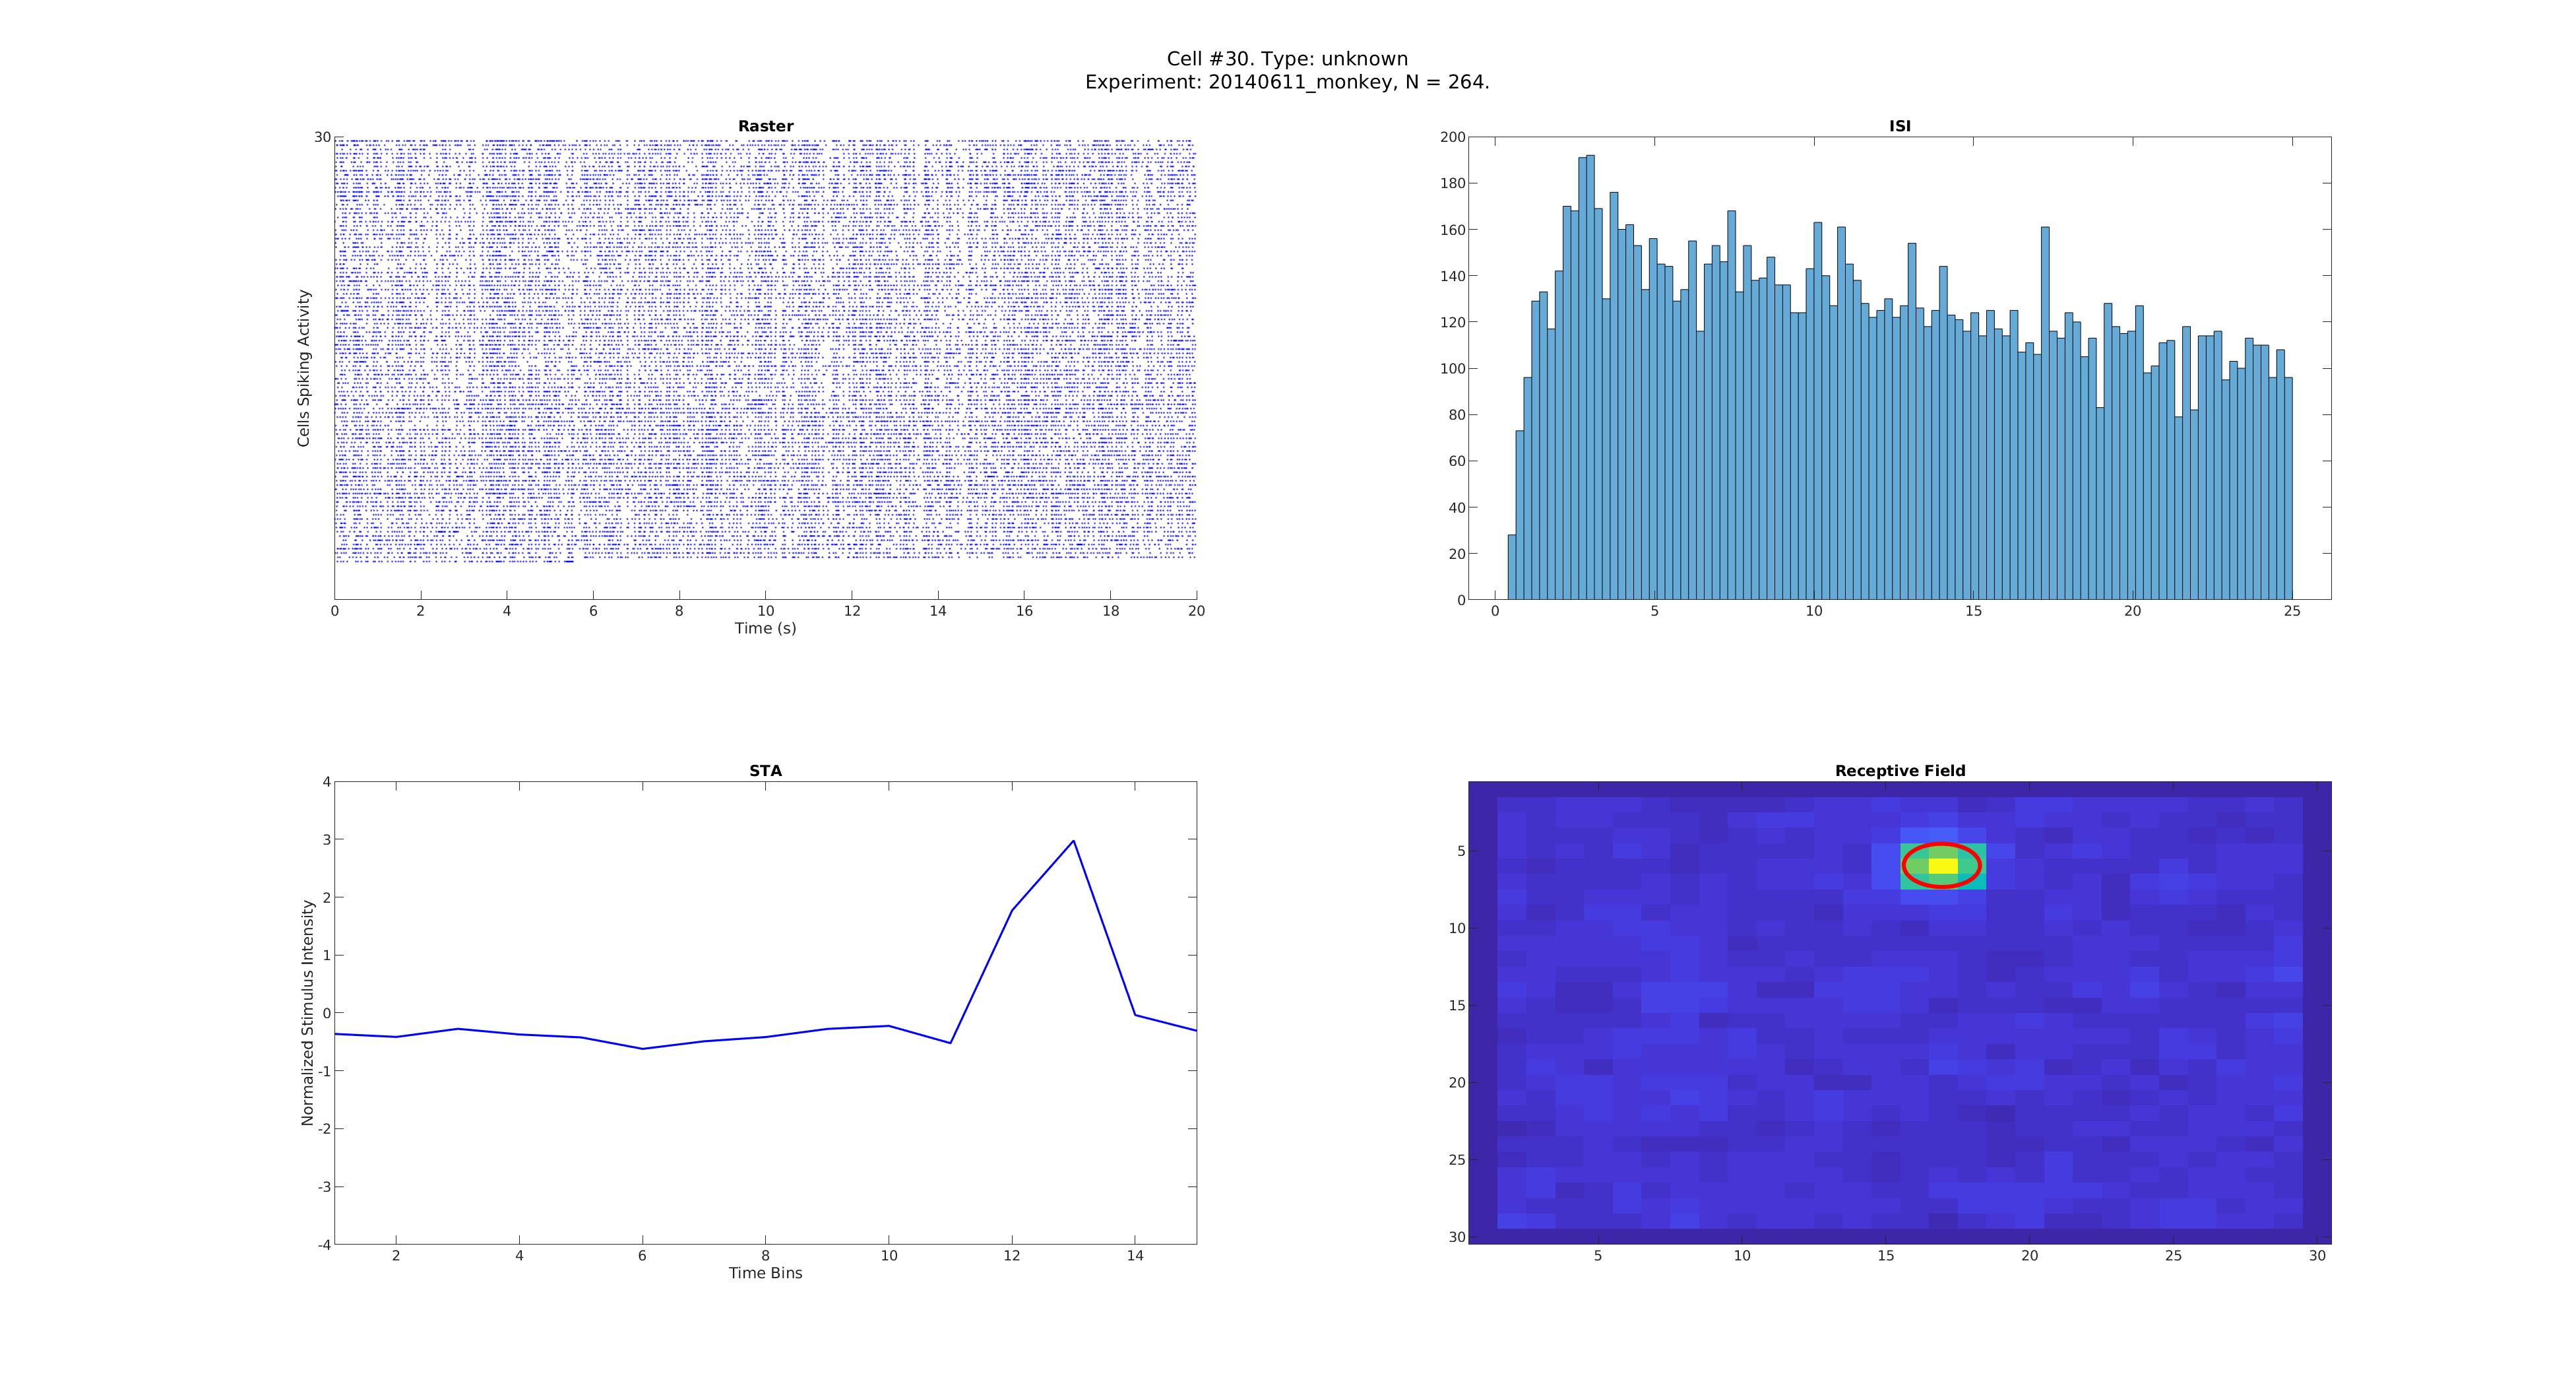 Cell #30. Type: unknown
Experiment: 20140611_monkey, N = 264.
Raster
30
Cells Spiking Activity
0 2 4 6 8 10 12 14 16 18 20
Time (s)
ISI
200
180
160
140
120
100
80
60
40
20
0
0 5 10 15 20 25
STA
4
3
2
1
0
-1
-2
-3
-4
Normalized Stimulus Intensity
2 4 6 8 10 12 14
Time Bins
Receptive Field
5
10
15
20
25
30
5 10 15 20 25 30